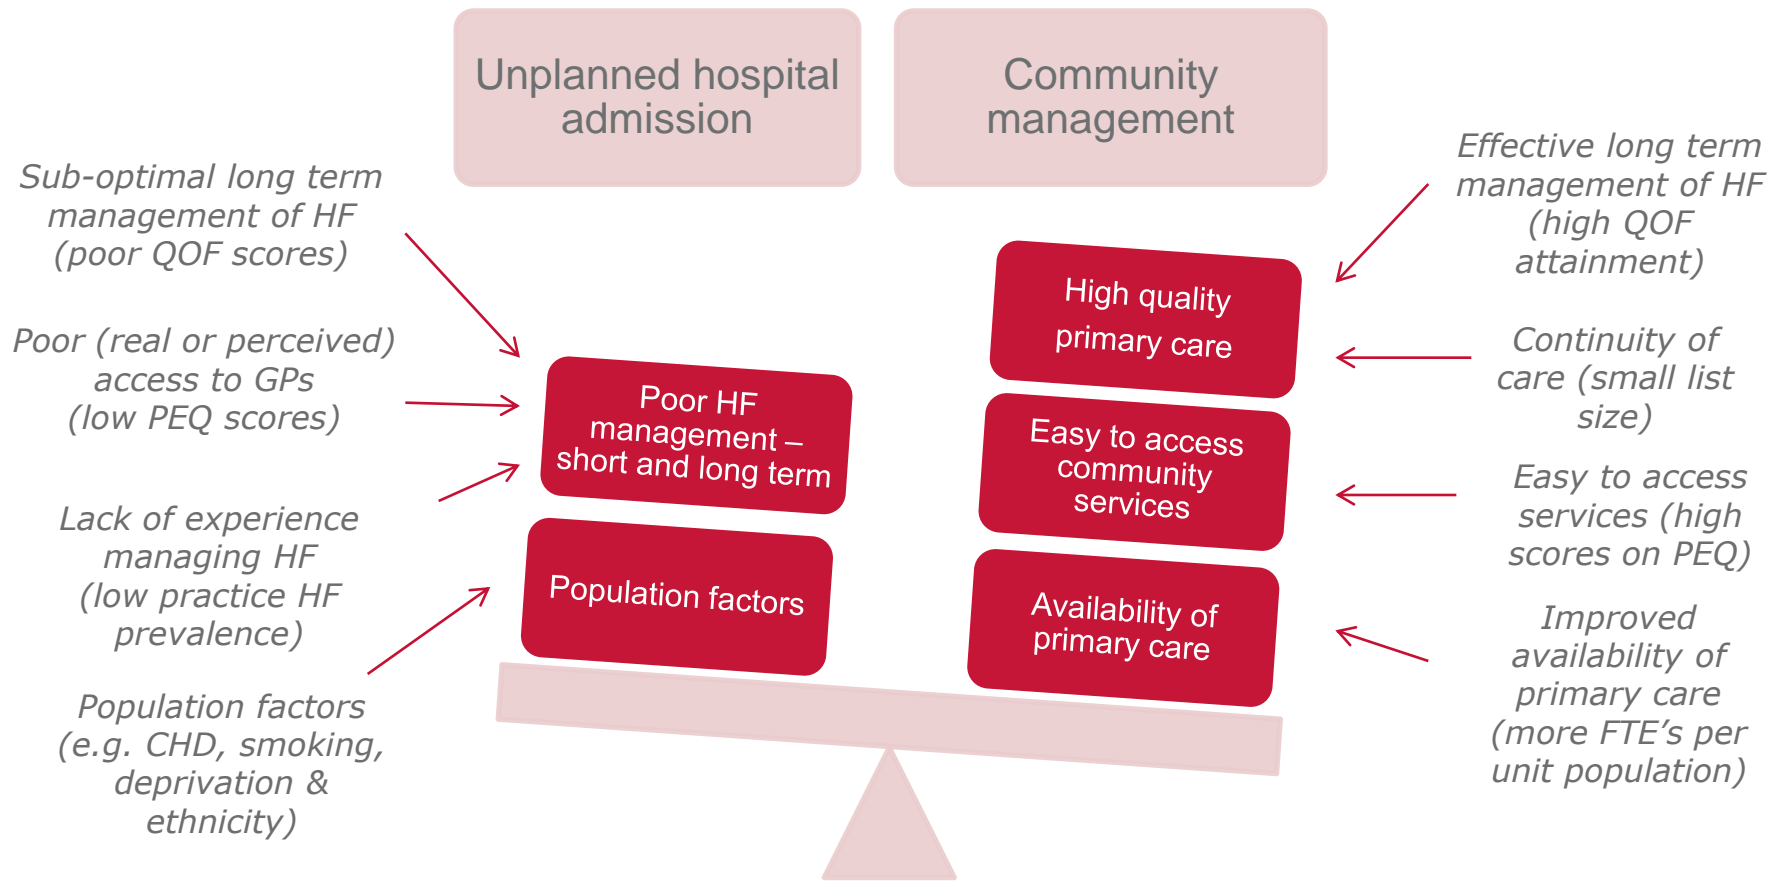 Unplanned hospital
admission
Community
management
Sub-optimal long term
management of HF
(poor QOF scores)
Poor (real or perceived)
access to GPs
(low PEQ scores)
Lack of experience
managing HF
(low practice HF
prevalence)
Population factors
(e.g. CHD, smoking,
deprivation &
ethnicity)
Poor HF
management –
short and long term
Population factors
High quality
primary care
Easy to access
community
services
Availability of
primary care
Effective long term
management of HF
(high QOF
attainment)
Continuity of
care (small list
size)
Easy to access
services (high
scores on PEQ)
Improved
availability of
primary care
(more FTE’s per
unit population)